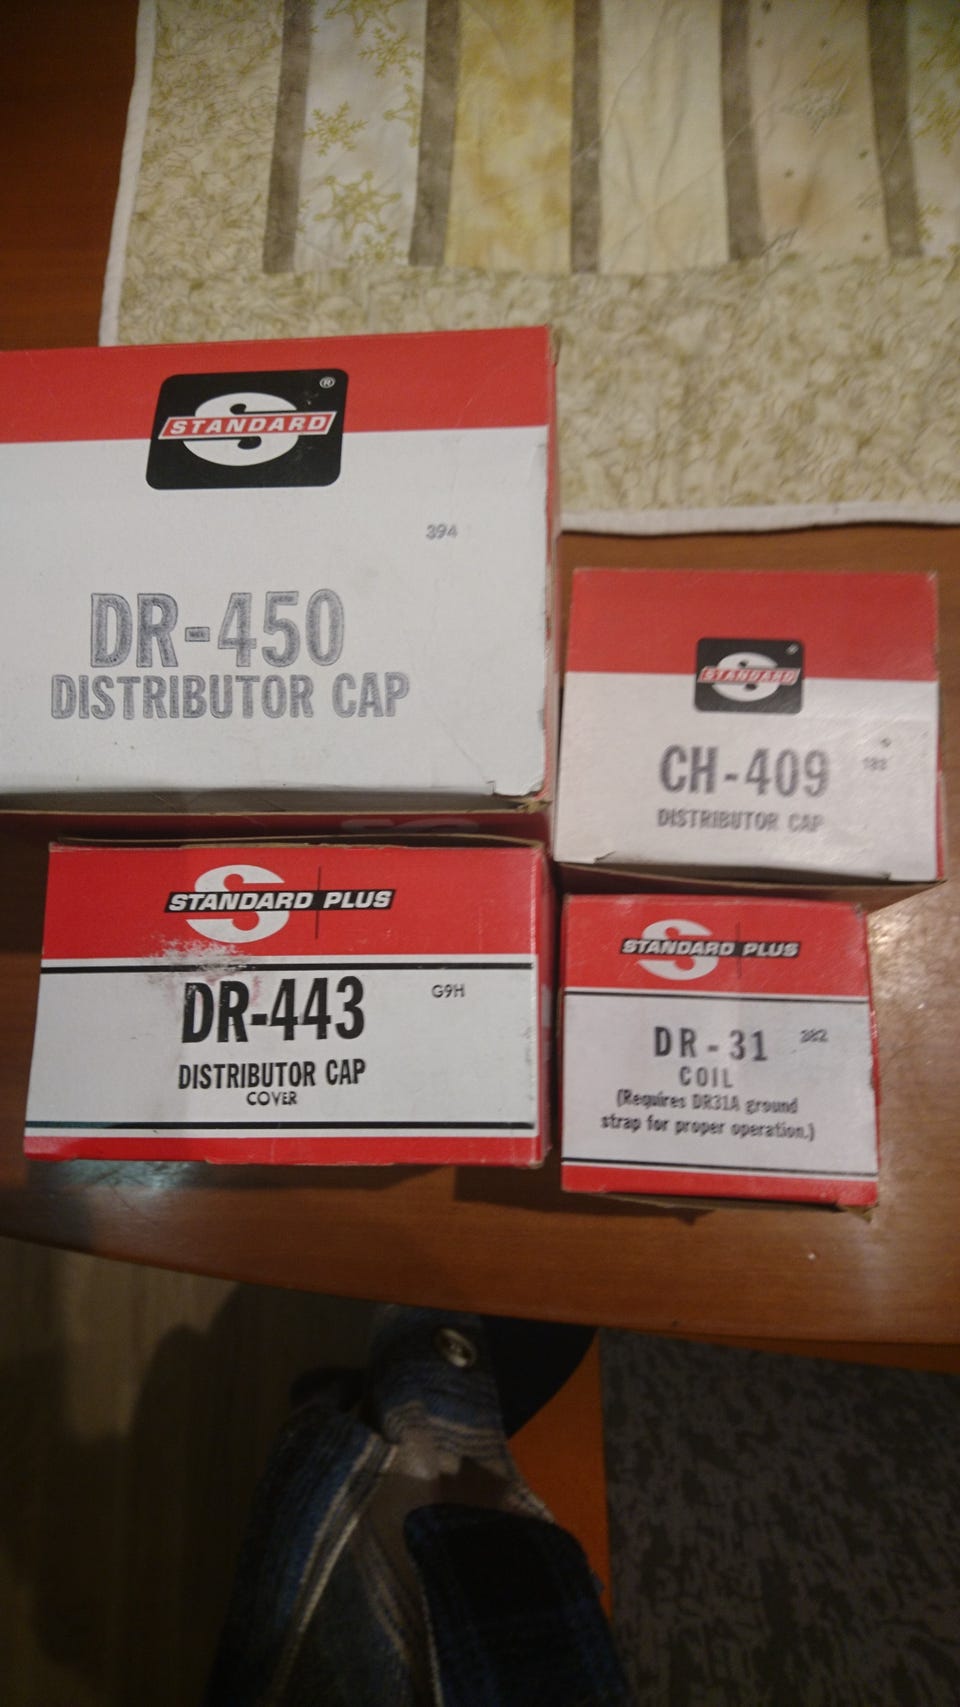 STANDARD ®
394
DR-450
DISTRIBUTOR CAP
STANDARD ®
CH-409
DISTRIBUTOR CAP
STANDARD PLUS
DR-443
G9H
DISTRIBUTOR CAP
COVER
STANDARD PLUS
DR-31
382
COIL
(Requires DR31A ground
strap for proper operation.)